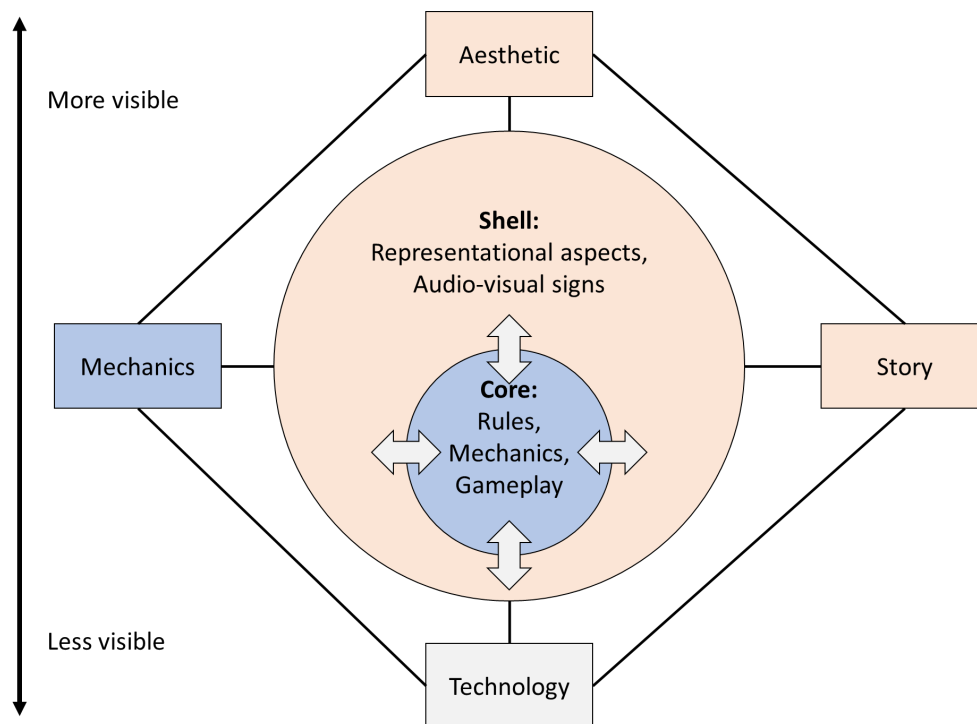 Aesthetic
More visible
Shell:
Representational aspects,
Audio-visual signs
Mechanics
Story
Core:
Rules,
Mechanics,
Gameplay
Less visible
Technology